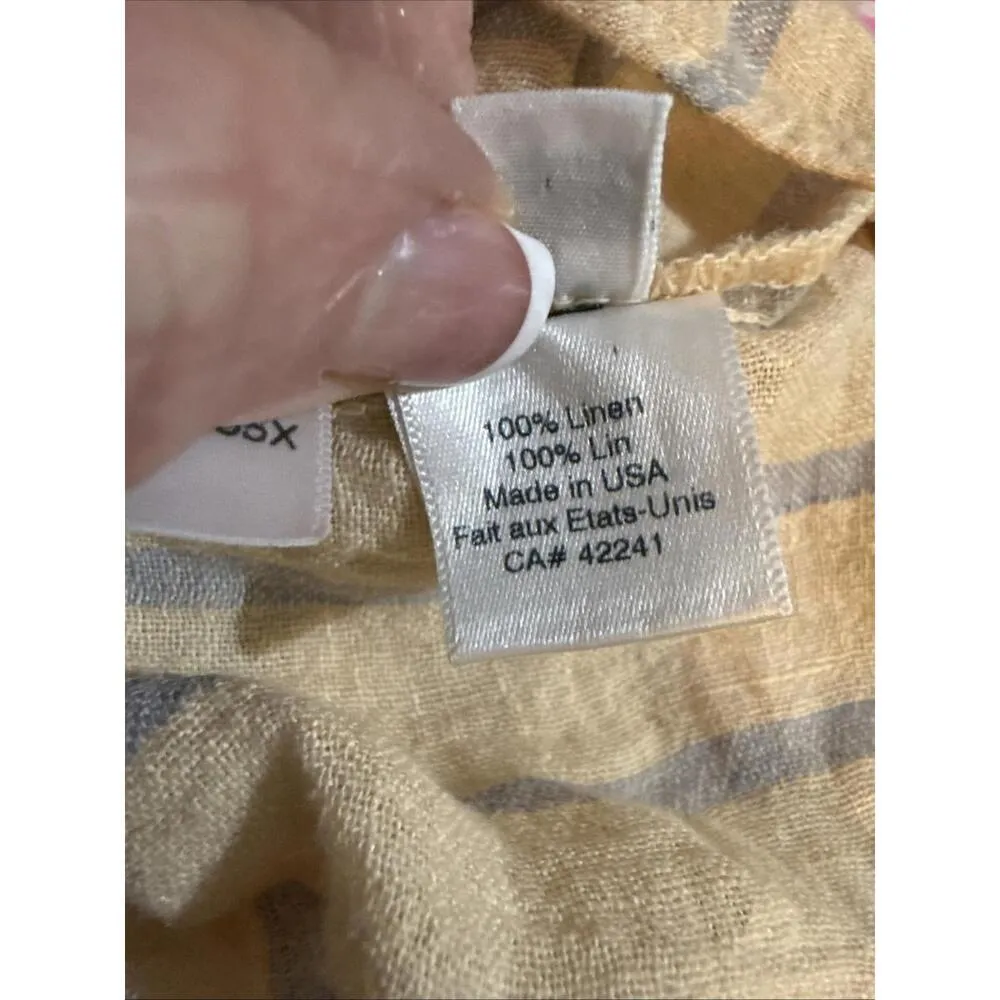 100% Linen
100% Lin
Made in USA
Fait aux Etats-Unis
CA# 42241